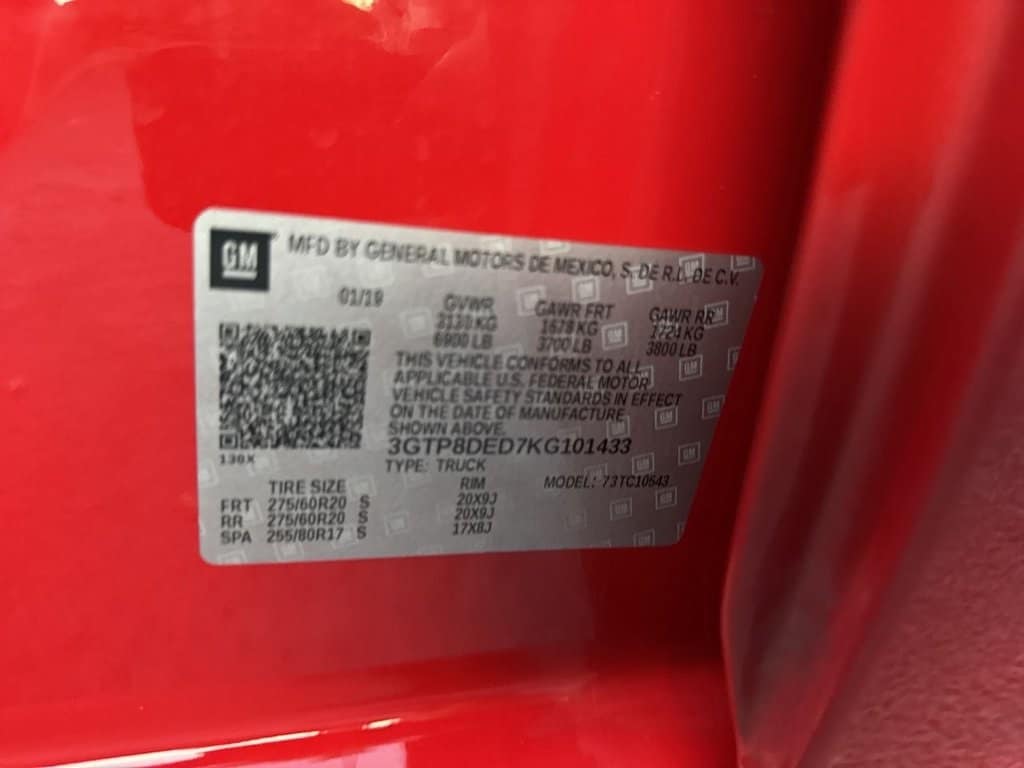 GM MFD BY GENERAL MOTORS DE MEXICO, S. DE R.L. DE C.V.
01/19 GVWR GAWR FRT GAWR RR
3130 KG 1678 KG 1724 KG
6900 LB 3700 LB 3800 LB
THIS VEHICLE CONFORMS TO ALL
APPLICABLE U.S. FEDERAL MOTOR
VEHICLE SAFETY STANDARDS IN EFFECT
ON THE DATE OF MANUFACTURE
SHOWN ABOVE.
3GTP8DED7KG101433
138X
TYPE: TRUCK
TIRE SIZE RIM MODEL: 73TC10543
FRT 275/60R20 S 20X9J
RR 275/60R20 S 20X9J
SPA 255/80R17 S 17X8J